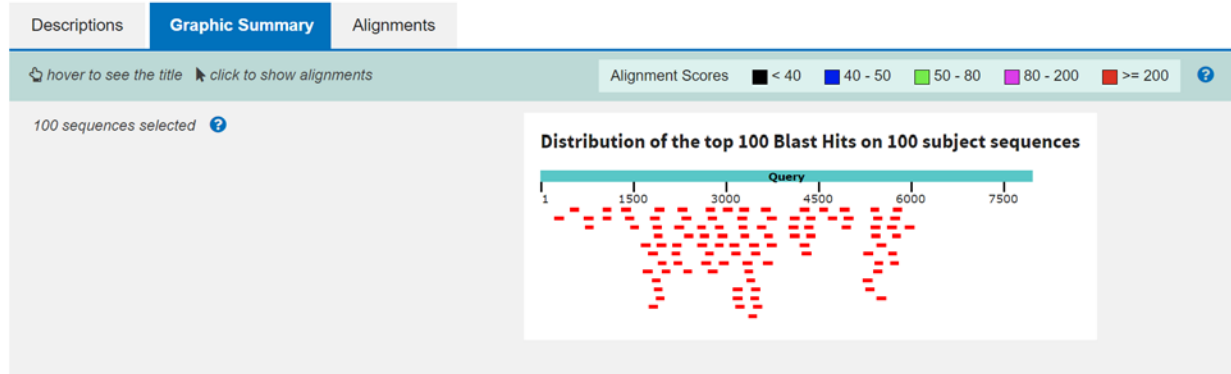 Descriptions Graphic Summary Alignments
hover to see the title click to show alignments Alignment Scores < 40 40 - 50 50 - 80 80 - 200 >= 200 ?
100 sequences selected ?
Distribution of the top 100 Blast Hits on 100 subject sequences
Query
1 1500 3000 4500 6000 7500